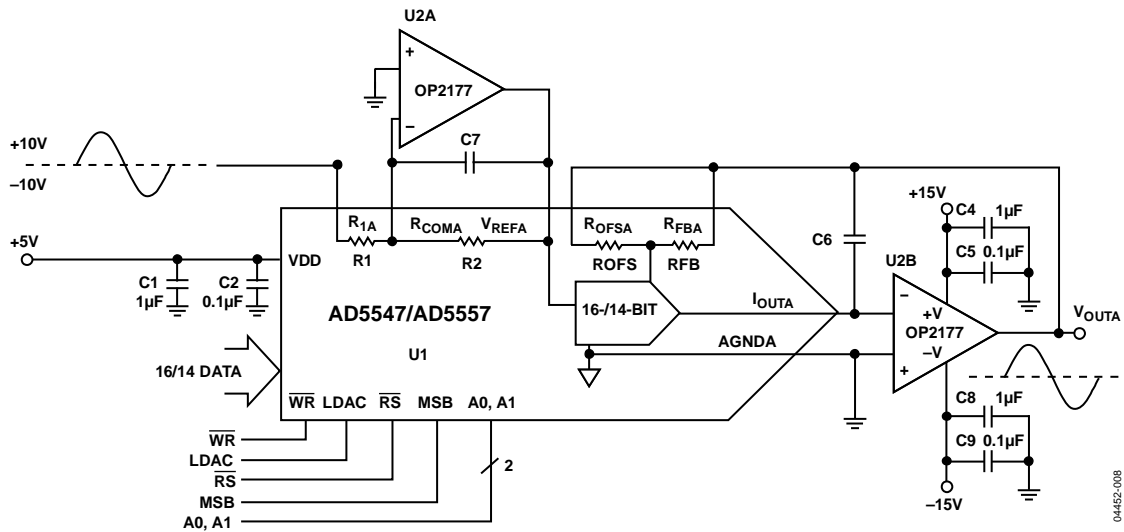 U2A
+
OP2177
−
C7
+10V
−10V
+5V
C1
1µF
C2
0.1µF
VDD
R1A
RCOMA
VREFA
R1
R2
ROFSA
RFBA
ROFS
RFB
16-/14-BIT
AD5547/AD5557
U1
IOUTA
AGNDA
C6
+15V
C4
1µF
C5
0.1µF
U2B
−
+V
OP2177
−V
+
VOUTA
C8
1µF
C9
0.1µF
−15V
16/14 DATA
WR LDAC RS MSB A0, A1
WR
LDAC
RS
MSB
A0, A1
2
04452-008